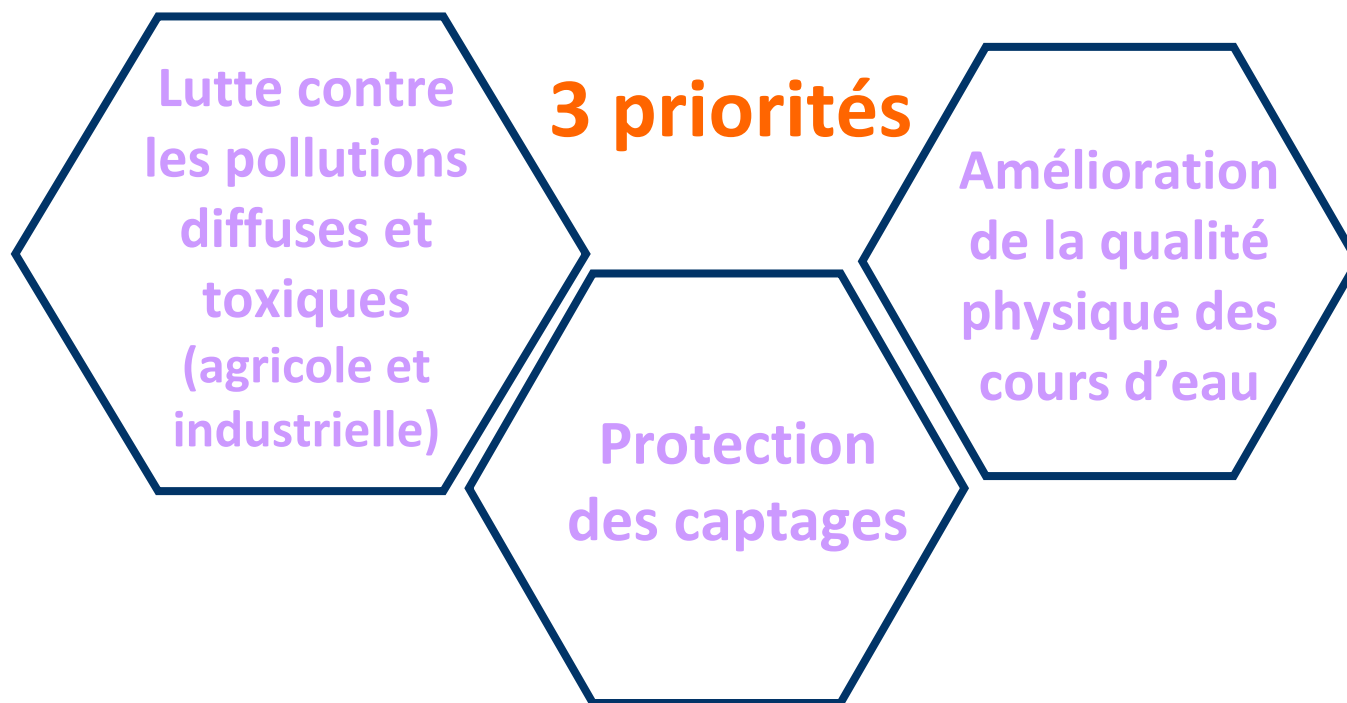 3 priorités
Lutte contre
les pollutions
diffuses et
toxiques
(agricole et
industrielle)
Protection
des captages
Amélioration
de la qualité
physique des
cours d’eau